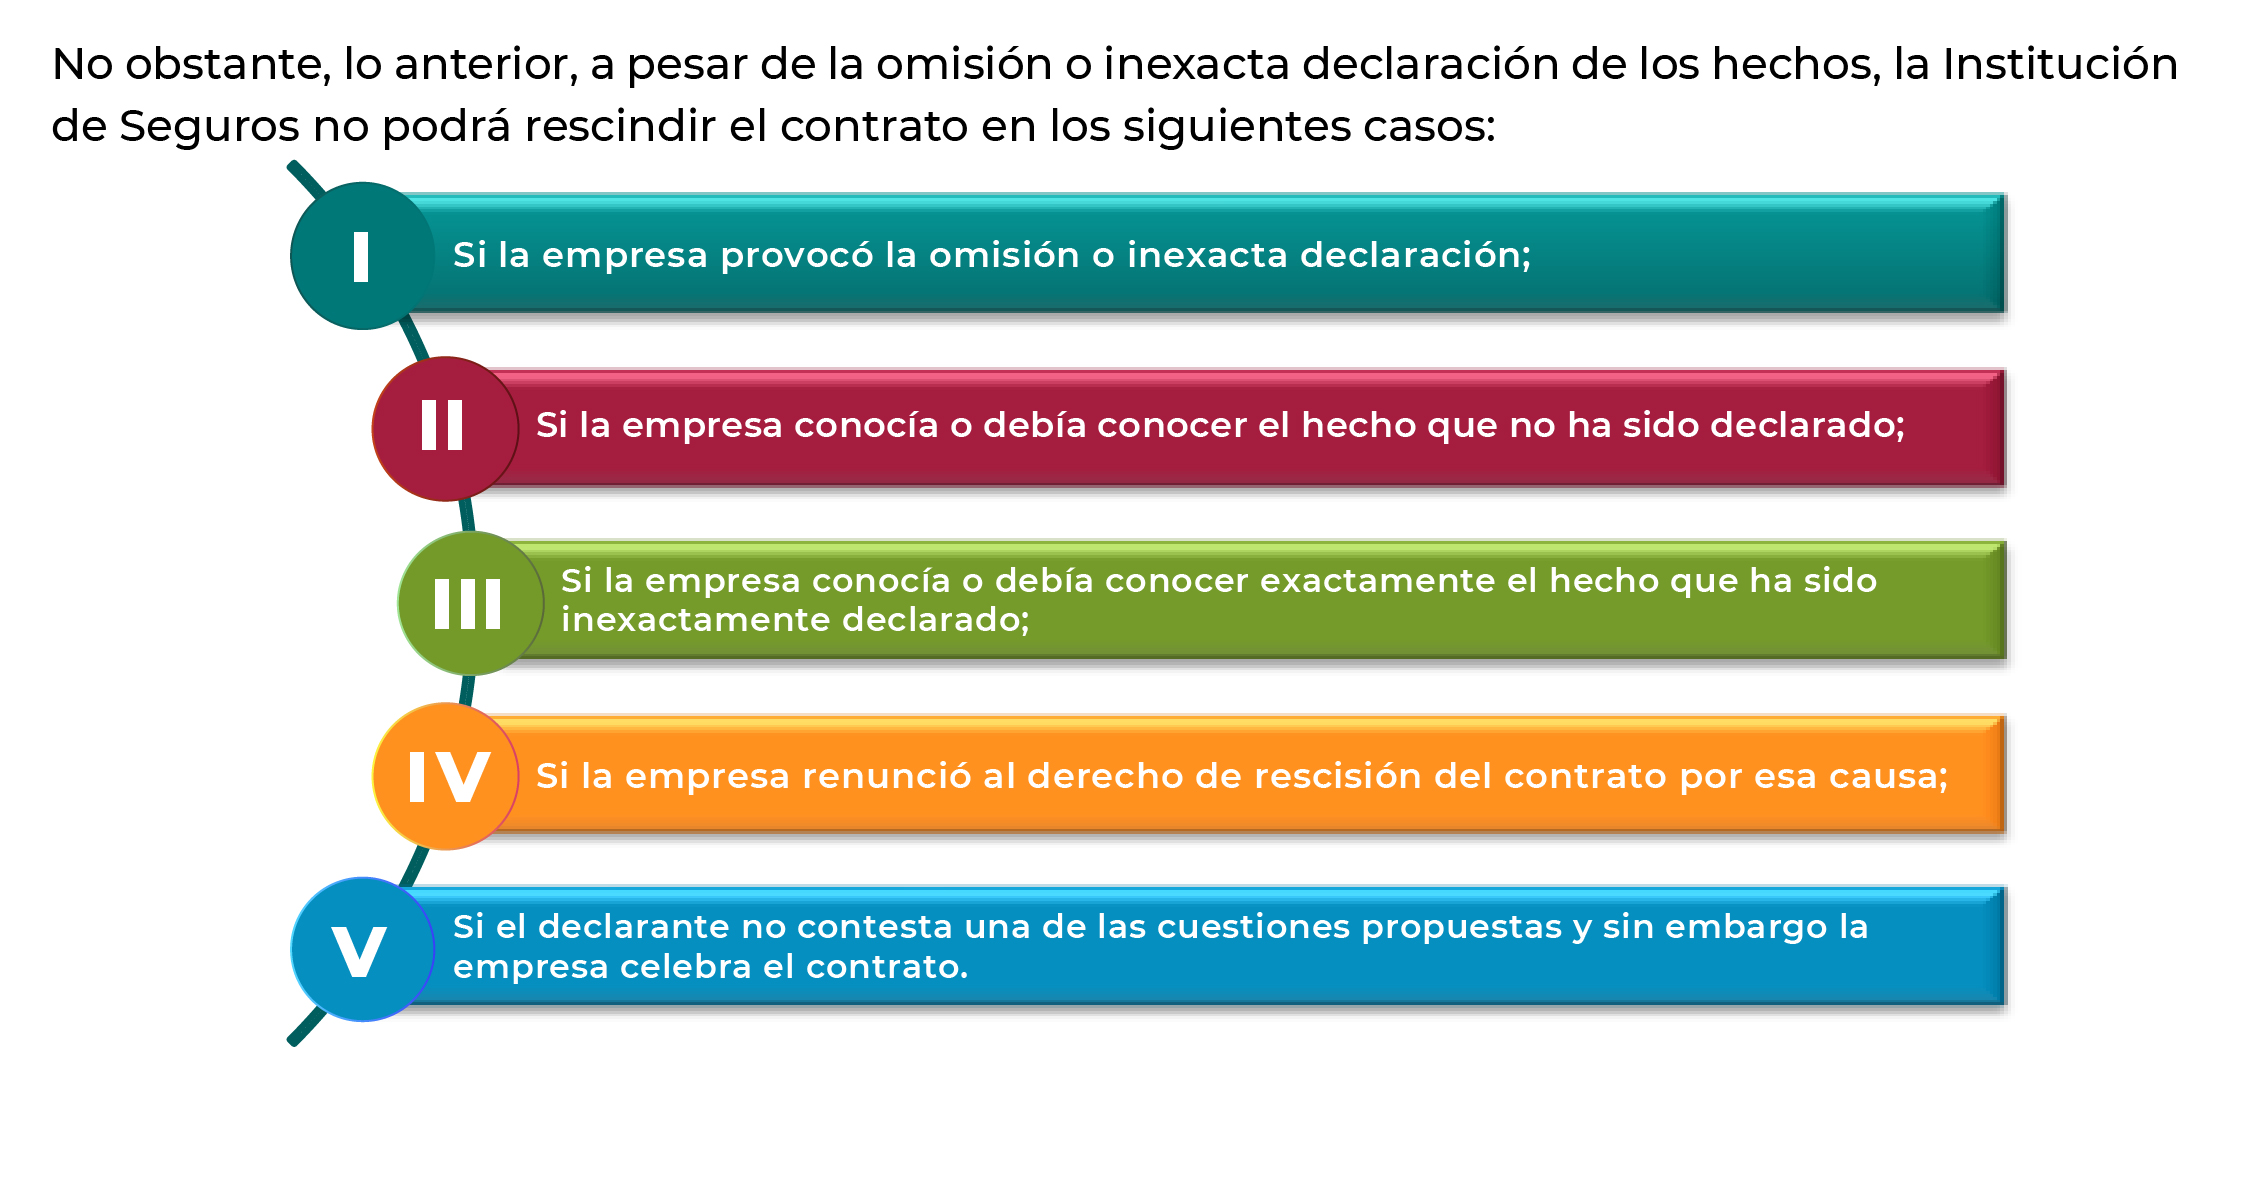 No obstante, lo anterior, a pesar de la omisión o inexacta declaración de los hechos, la Institución
de Seguros no podrá rescindir el contrato en los siguientes casos:
I
Si la empresa provocó la omisión o inexacta declaración;
II
Si la empresa conocía o debía conocer el hecho que no ha sido declarado;
III
Si la empresa conocía o debía conocer exactamente el hecho que ha sido
inexactamente declarado;
IV
Si la empresa renunció al derecho de rescisión del contrato por esa causa;
V
Si el declarante no contesta una de las cuestiones propuestas y sin embargo la
empresa celebra el contrato.